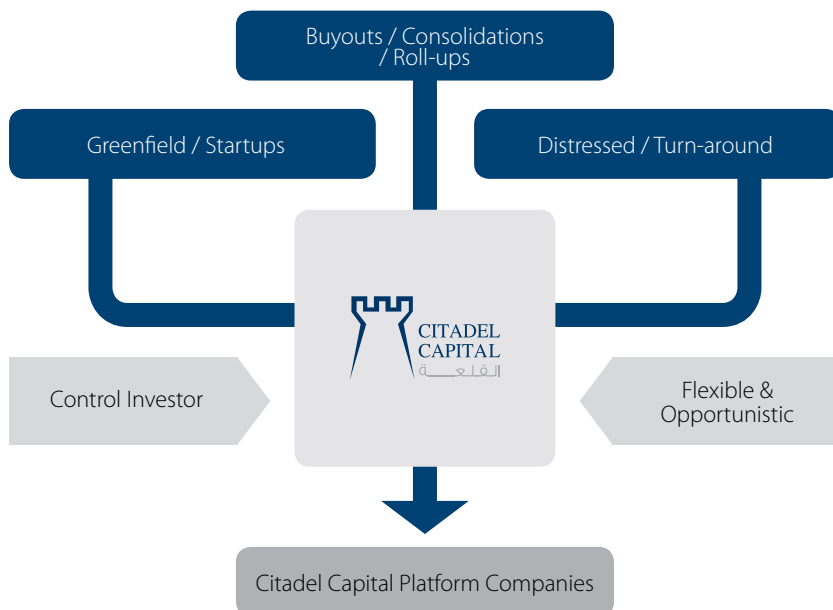 Buyouts / Consolidations
/ Roll-ups
Greenfield / Startups
Distressed / Turn-around
CITADEL
CAPITAL
القلعة
Control Investor
Flexible &
Opportunistic
Citadel Capital Platform Companies